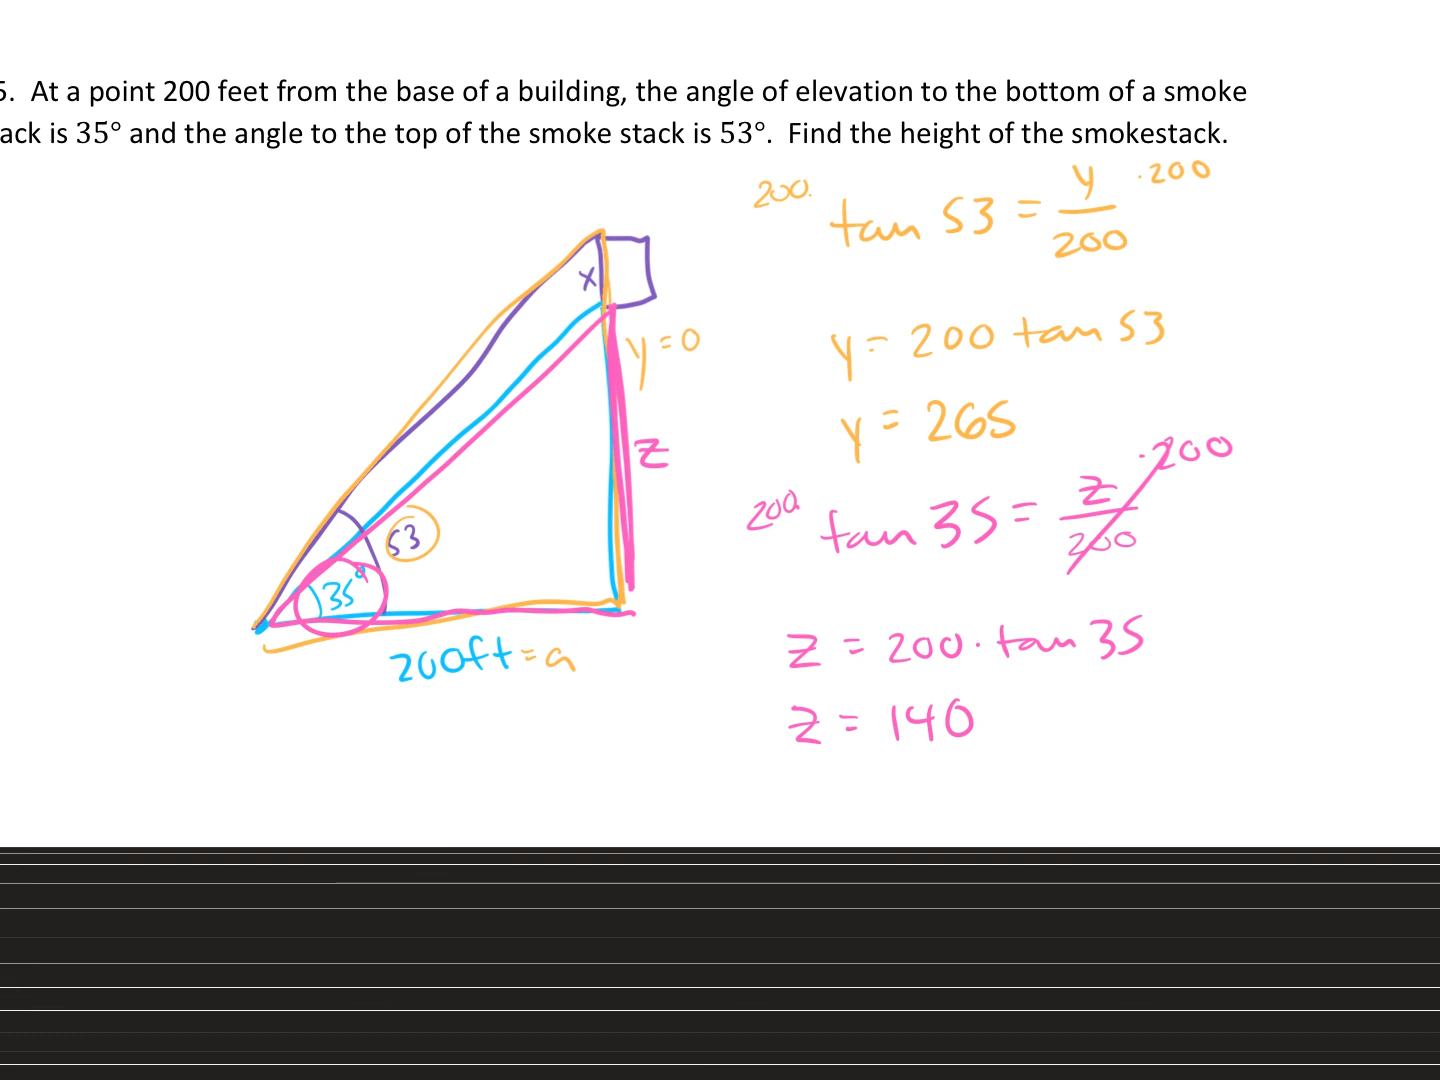 5. At a point 200 feet from the base of a building, the angle of elevation to the bottom of a smoke
ack is 35° and the angle to the top of the smoke stack is 53°. Find the height of the smokestack.
200. tan 53 = y/200 · 200
x
y = 0
y = 200 tan 53
y = 265
z
200. tan 35 = z/200 · 200
53
35°
z = 200 · tan 35
200ft = a
z = 140